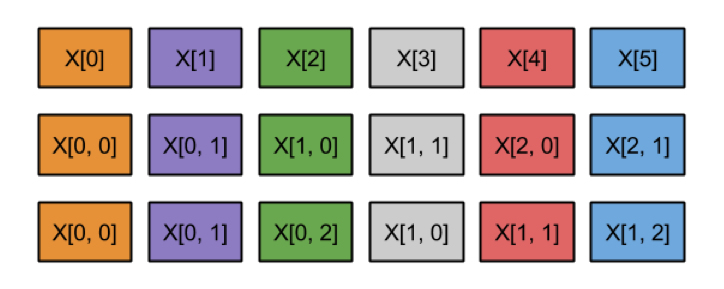 X[0] X[1] X[2] X[3] X[4] X[5]
X[0, 0] X[0, 1] X[1, 0] X[1, 1] X[2, 0] X[2, 1]
X[0, 0] X[0, 1] X[0, 2] X[1, 0] X[1, 1] X[1, 2]